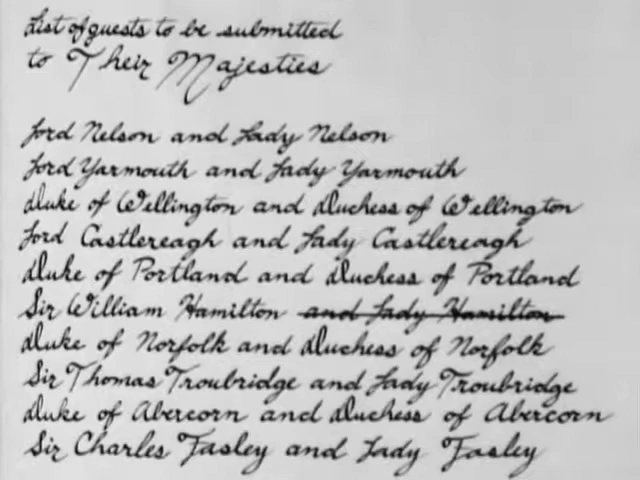 List of guests to be submitted
to Their Majesties
Lord Nelson and Lady Nelson
Lord Yarmouth and Lady Yarmouth
Duke of Wellington and Duchess of Wellington
Lord Castlereagh and Lady Castlereagh
Duke of Portland and Duchess of Portland
Sir William Hamilton and Lady Hamilton
Duke of Norfolk and Duchess of Norfolk
Sir Thomas Troubridge and Lady Troubridge
Duke of Abercorn and Duchess of Abercorn
Sir Charles Fasley and Lady Fasley